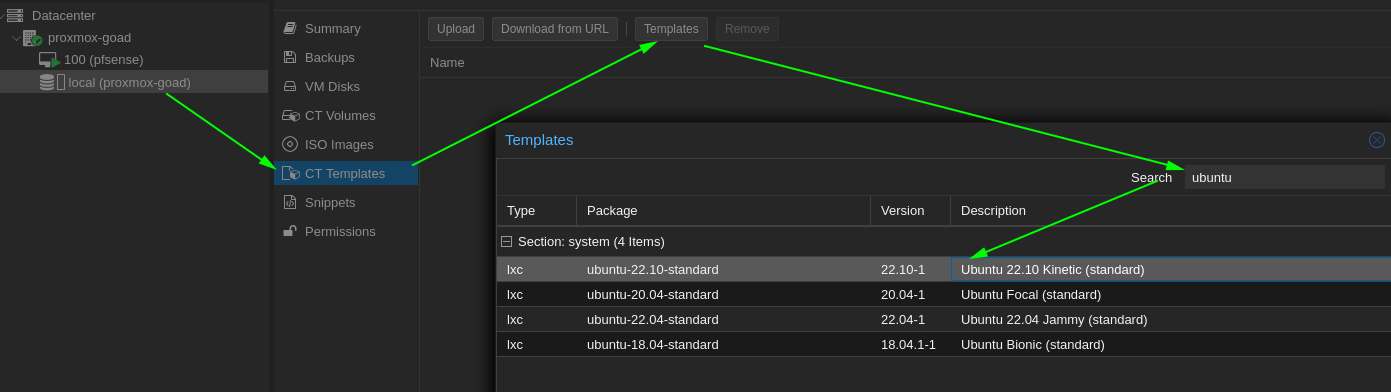 Datacenter
proxmox-goad
100 (pfsense)
local (proxmox-goad)
Summary
Backups
VM Disks
CT Volumes
ISO Images
CT Templates
Snippets
Permissions
Upload Download from URL Templates Remove
Name
Templates
Search ubuntu
Type Package Version Description
Section: system (4 Items)
lxc ubuntu-22.10-standard 22.10-1 Ubuntu 22.10 Kinetic (standard)
lxc ubuntu-20.04-standard 20.04-1 Ubuntu Focal (standard)
lxc ubuntu-22.04-standard 22.04-1 Ubuntu 22.04 Jammy (standard)
lxc ubuntu-18.04-standard 18.04.1-1 Ubuntu Bionic (standard)